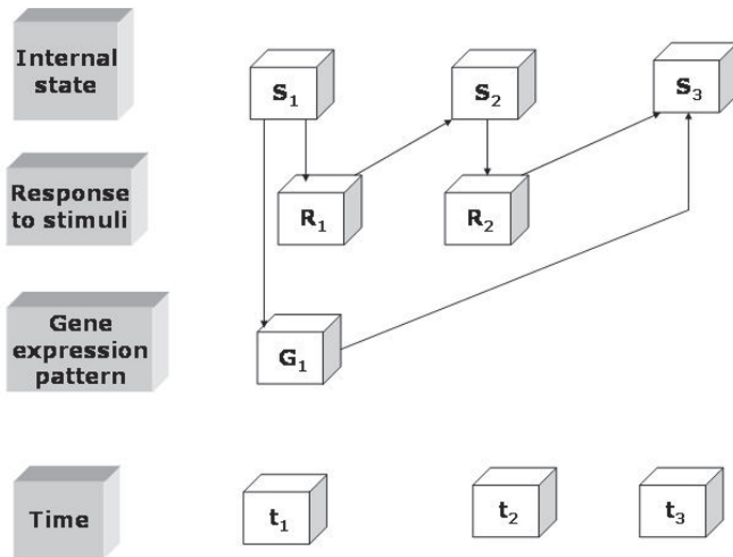 Internal
state
S₁
S₂
S₃
Response
to stimuli
R₁
R₂
Gene
expression
pattern
G₁
Time
t₁
t₂
t₃